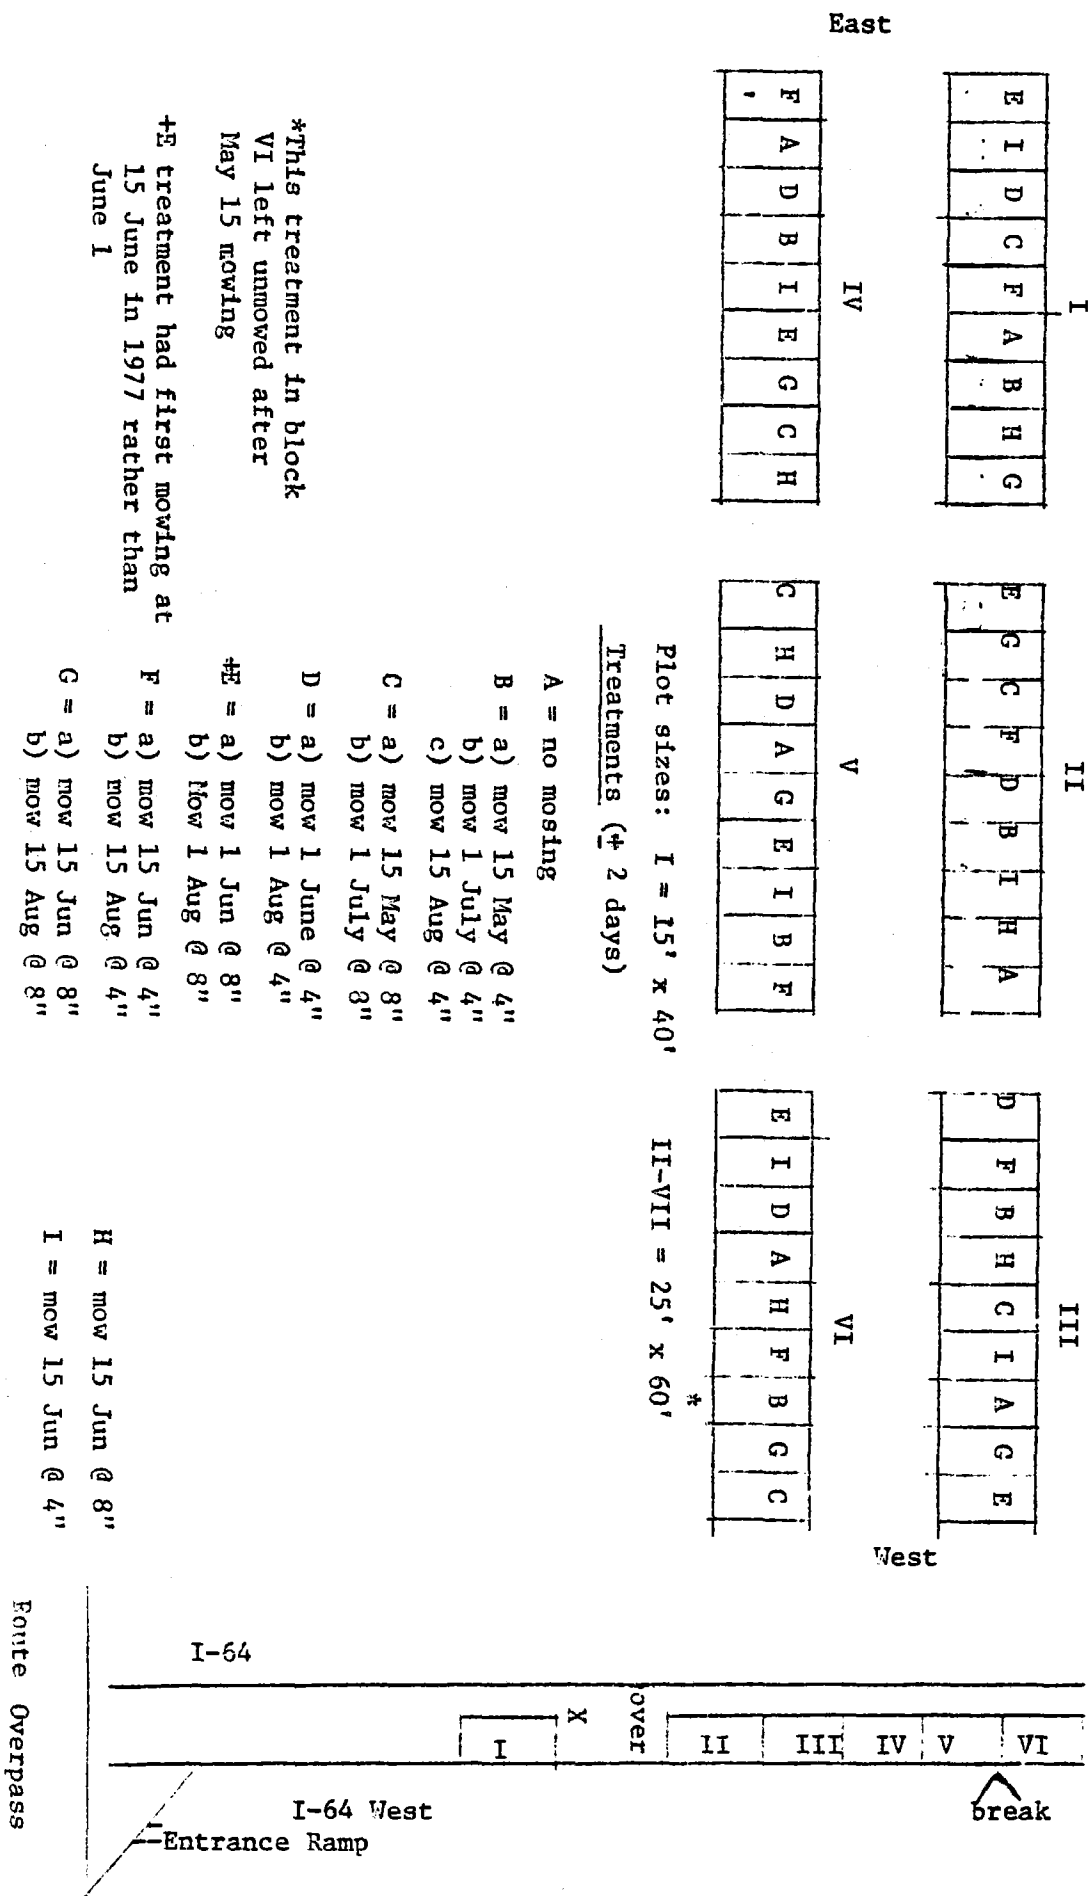 East
West
I
E I D C F A B H G
II
E G C F D B I H A
III
D F B H C I A G E
IV
F A D B I E G C H
V
C H D A G E I B F
VI
E I D A H F B G C
*
Plot sizes: I = 15' x 40' II-VII = 25' x 60'
Treatments (± 2 days)
A = no mosing
B = a) mow 15 May @ 4"
b) mow 1 July @ 4"
c) mow 15 Aug @ 4"
C = a) mow 15 May @ 8"
b) mow 1 July @ 8"
D = a) mow 1 June @ 4"
b) mow 1 Aug @ 4"
+E = a) mow 1 Jun @ 8"
b) Mow 1 Aug @ 8"
F = a) mow 15 Jun @ 4"
b) mow 15 Aug @ 4"
G = a) mow 15 Jun @ 8"
b) mow 15 Aug @ 8"
H = mow 15 Jun @ 8"
I = mow 15 Jun @ 4"
*This treatment in block
VI left unmowed after
May 15 mowing
+E treatment had first mowing at
15 June in 1977 rather than
June 1
I-64
I
X
over
II III IV V VI
break
I-64 West
Entrance Ramp
Route Overpass